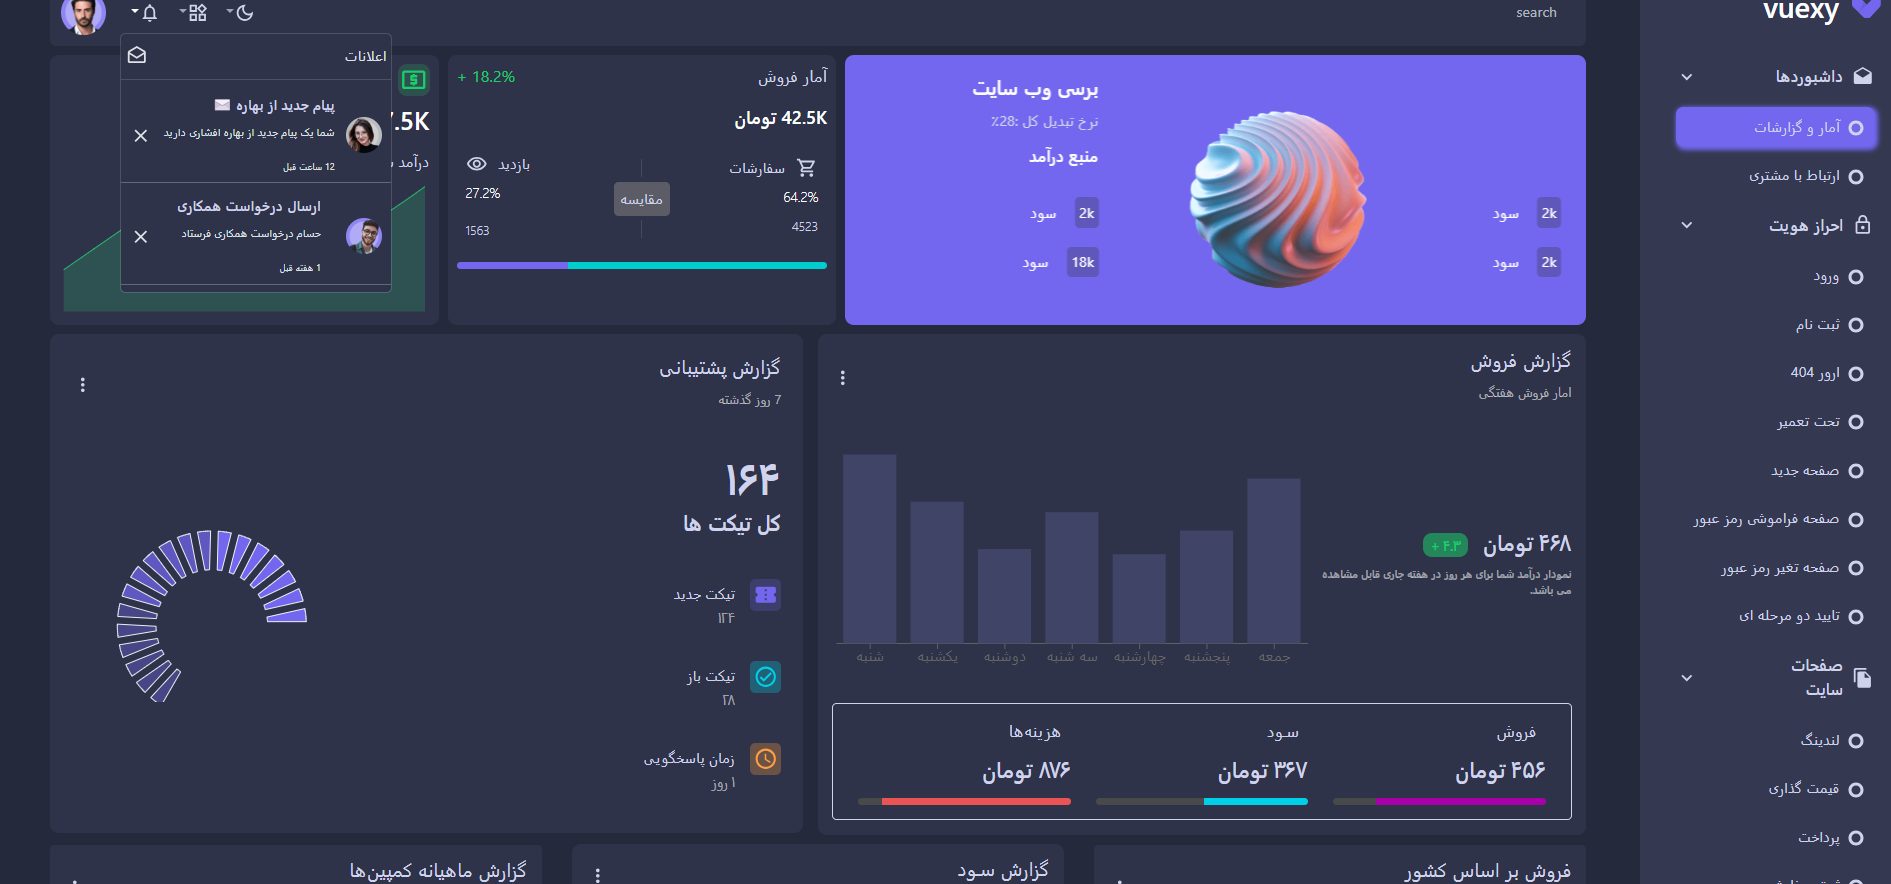 vuexy
داشبوردها
آمار و گزارشات
ارتباط با مشتری
احراز هویت
ورود
ثبت نام
ارور 404
تحت تعمیر
صفحه جدید
صفحه فراموشی رمز عبور
صفحه تغیر رمز عبور
تایید دو مرحله ای
صفحات
سایت
لندینگ
قیمت گذاری
پرداخت
search
اعلانات
پیام جدید از بهاره ✉️
شما یک پیام جدید از بهاره افشاری دارید
12 ساعت قبل
ارسال درخواست همکاری
حسام درخواست همکاری فرستاد
1 هفته قبل
برسی وب سایت
نرخ تبدیل کل :28٪
منبع درآمد
2k سود
2k سود
2k سود
18k سود
آمار فروش
+ 18.2%
42.5K تومان
سفارشات
64.2%
4523
مقایسه
بازدید
27.2%
1563
7.5K
درآمد
گزارش فروش
امار فروش هفتگی
۴۶۸ تومان
+ ۴.۳
نمودار درآمد شما برای هر روز در هفته جاری قابل مشاهده
می باشد.
شنبه
یکشنبه
دوشنبه
سه شنبه
چهارشنبه
پنجشنبه
جمعه
فروش
۴۵۶ تومان
سود
۳۶۷ تومان
هزینه‌ها
۸۷۶ تومان
گزارش پشتیبانی
7 روز گذشته
۱۶۴
کل تیکت ها
تیکت جدید
۱۲۴
تیکت باز
۲۸
زمان پاسخگویی
۱ روز
فروش بر اساس کشور
گزارش سود
گزارش ماهیانه کمپین‌ها